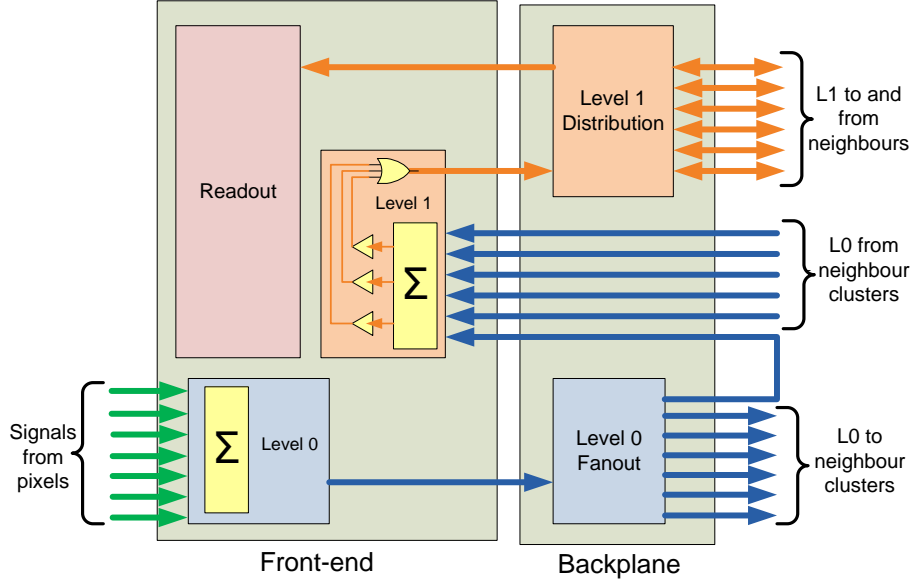 Readout
Level 1
Distribution
L1 to and
from
neighbours
Level 1
Σ
L0 from
neighbour
clusters
Signals
from
pixels
Σ
Level 0
Level 0
Fanout
L0 to
neighbour
clusters
Front-end
Backplane